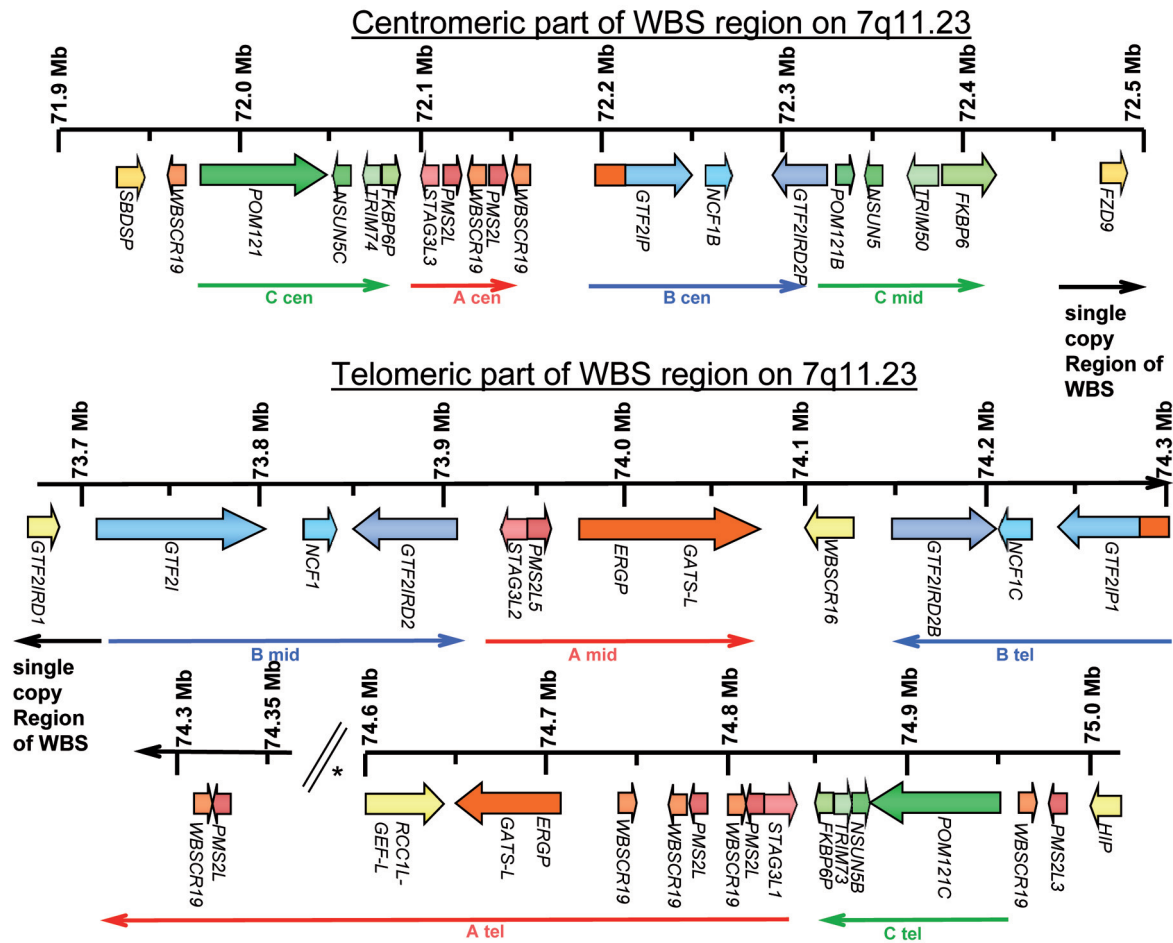 Centromeric part of WBS region on 7q11.23
71.9 Mb
72.0 Mb
72.1 Mb
72.2 Mb
72.3 Mb
72.4 Mb
72.5 Mb
SBDSP
WBSCR19
POM121
NSUN5C
TRIM74
FKBP6P
STAG3L3
PMS2L
WBSCR19
PMS2L
WBSCR19
GTF2IP
NCF1B
GTF2IRD2P
POM121B
NSUN5
TRIM50
FKBP6
FZD9
C cen
A cen
B cen
C mid
single
copy
Region of
WBS
Telomeric part of WBS region on 7q11.23
73.7 Mb
73.8 Mb
73.9 Mb
74.0 Mb
74.1 Mb
74.2 Mb
74.3 Mb
GTF2IRD1
GTF2I
NCF1
GTF2IRD2
STAG3L2
PMS2L5
ERGP
GATS-L
WBSCR16
GTF2IRD2B
NCF1C
GTF2IP1
B mid
A mid
B tel
single
copy
Region
of WBS
74.3 Mb
74.35 Mb
*
74.6 Mb
74.7 Mb
74.8 Mb
74.9 Mb
75.0 Mb
WBSCR19
PMS2L
RCC1L-
GEF-L
GATS-L
ERGP
WBSCR19
WBSCR19
PMS2L
WBSCR19
PMS2L
STAG3L1
FKBP6P
TRIM73
NSUN5B
POM121C
WBSCR19
PMS2L3
HIP
A tel
C tel